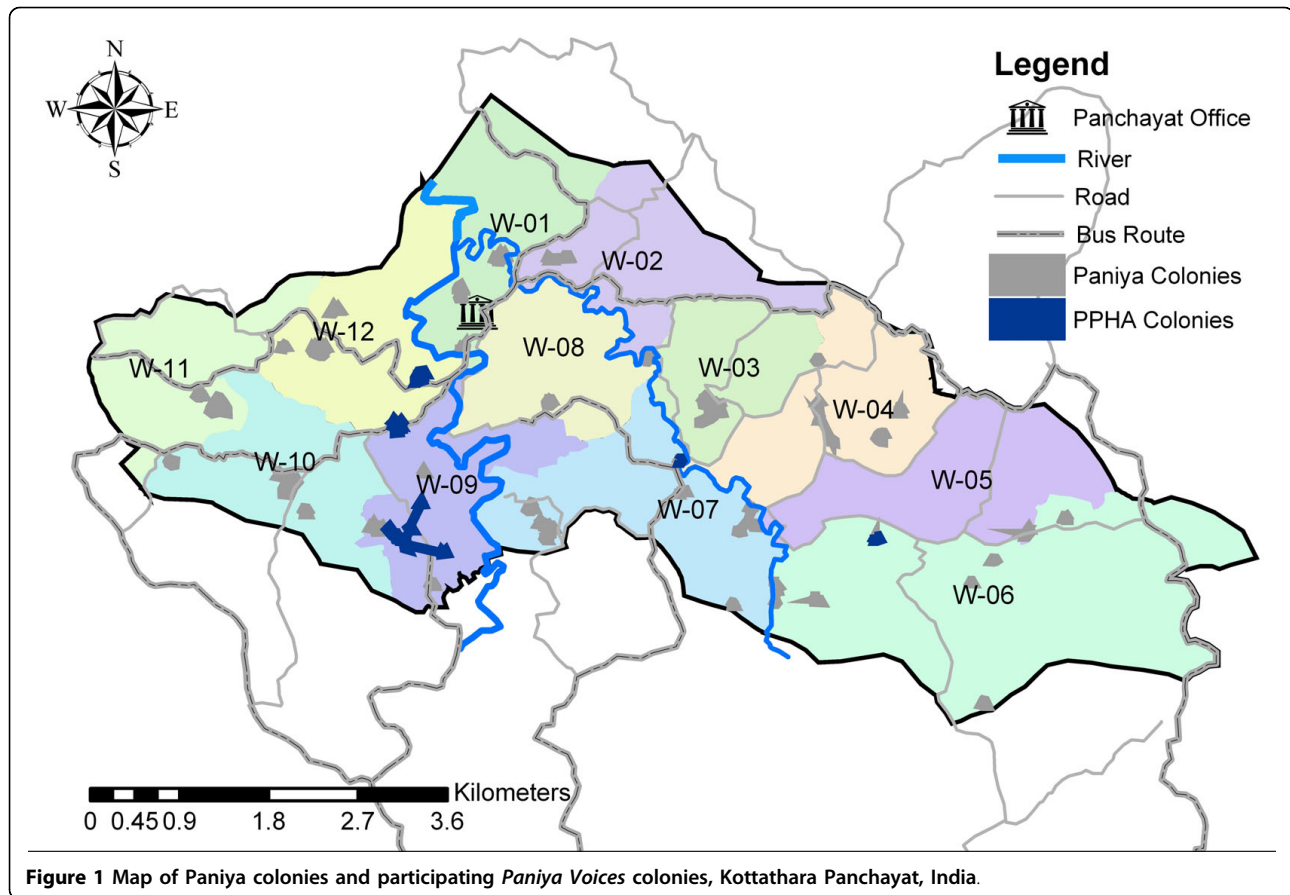 N
W E
S
Legend
Panchayat Office
River
Road
Bus Route
Paniya Colonies
PPHA Colonies
W-01
W-02
W-12
W-08
W-03
W-11
W-04
W-10
W-09
W-05
W-07
W-06
Kilometers
0 0.45 0.9 1.8 2.7 3.6
Figure 1 Map of Paniya colonies and participating Paniya Voices colonies, Kottathara Panchayat, India.